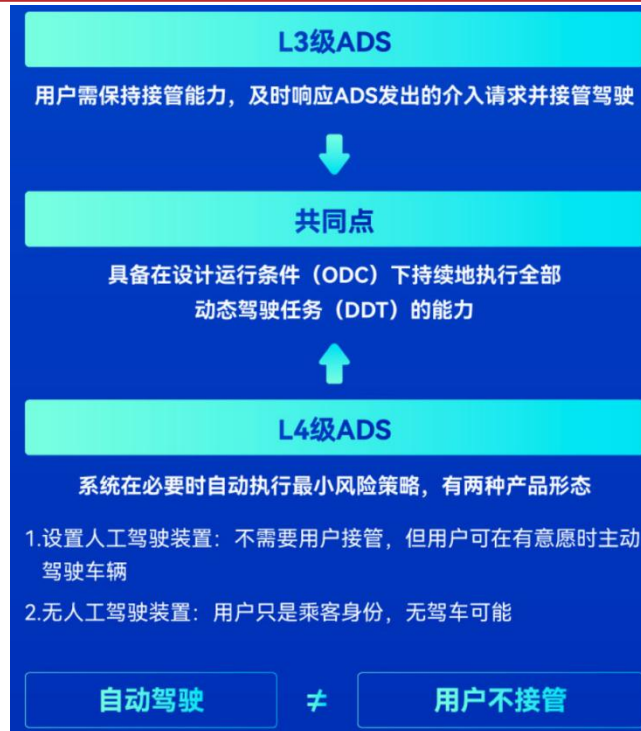 L3级ADS
用户需保持接管能力，及时响应ADS发出的介入请求并接管驾驶
共同点
具备在设计运行条件（ODC）下持续地执行全部
动态驾驶任务（DDT）的能力
L4级ADS
系统在必要时自动执行最小风险策略，有两种产品形态
1.设置人工驾驶装置：不需要用户接管，但用户可在有意愿时主动
驾驶车辆
2.无人工驾驶装置：用户只是乘客身份，无驾车可能
自动驾驶 ≠ 用户不接管